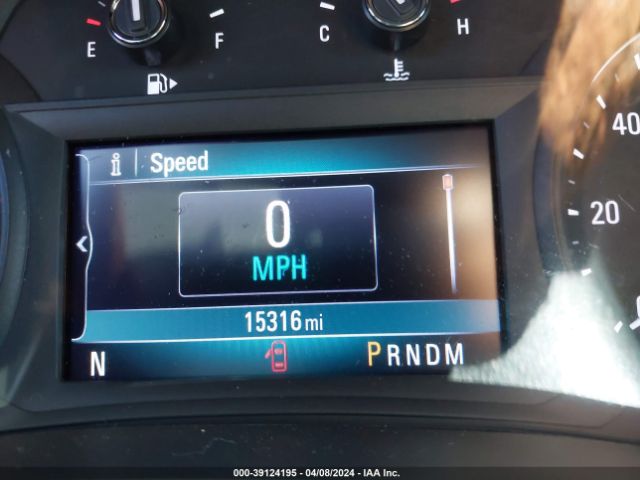 E F C H
40
i Speed
0
20
MPH
15316 mi
N PRNDM
000-39124195 - 04/08/2024 - IAA Inc.